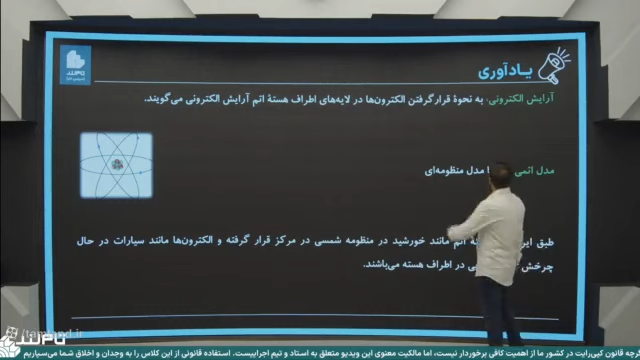 یادآوری
آرایش الکترونی: به نحوهٔ قرارگرفتن الکترون‌ها در لایه‌های اطراف هستهٔ اتم آرایش الکترونی می‌گویند.
مدل اتمی ا مدل منظومه‌ای
طبق این اتم مانند خورشید در منظومه شمسی در مرکز قرار گرفته و الکترون‌ها مانند سیارات در حال
چرخش در اطراف هسته می‌باشند.
tamland.ir
چه قانون کپی‌رایت در کشور ما از اهمیت کافی برخوردار نیست، اما مالکیت معنوی این ویدیو متعلق به استاد و تیم اجراییست. استفاده قانونی از این کلاس را به وجدان و اخلاق شما می‌سپاریم